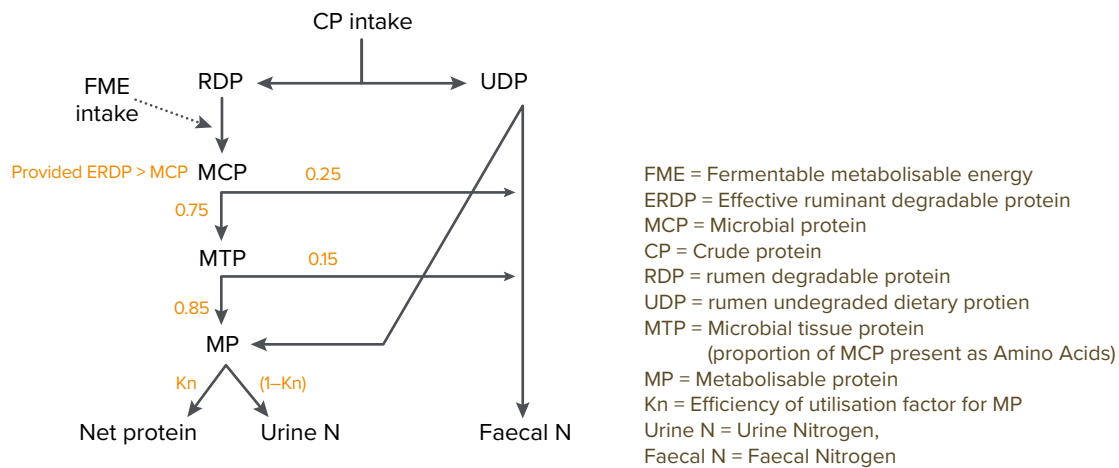 CP intake
RDP
UDP
FME
intake
Provided ERDP > MCP
MCP
0.25
0.75
MTP
0.15
0.85
MP
Kn
(1–Kn)
Net protein
Urine N
Faecal N
FME = Fermentable metabolisable energy
ERDP = Effective ruminant degradable protein
MCP = Microbial protein
CP = Crude protein
RDP = rumen degradable protein
UDP = rumen undegraded dietary protien
MTP = Microbial tissue protein
(proportion of MCP present as Amino Acids)
MP = Metabolisable protein
Kn = Efficiency of utilisation factor for MP
Urine N = Urine Nitrogen,
Faecal N = Faecal Nitrogen